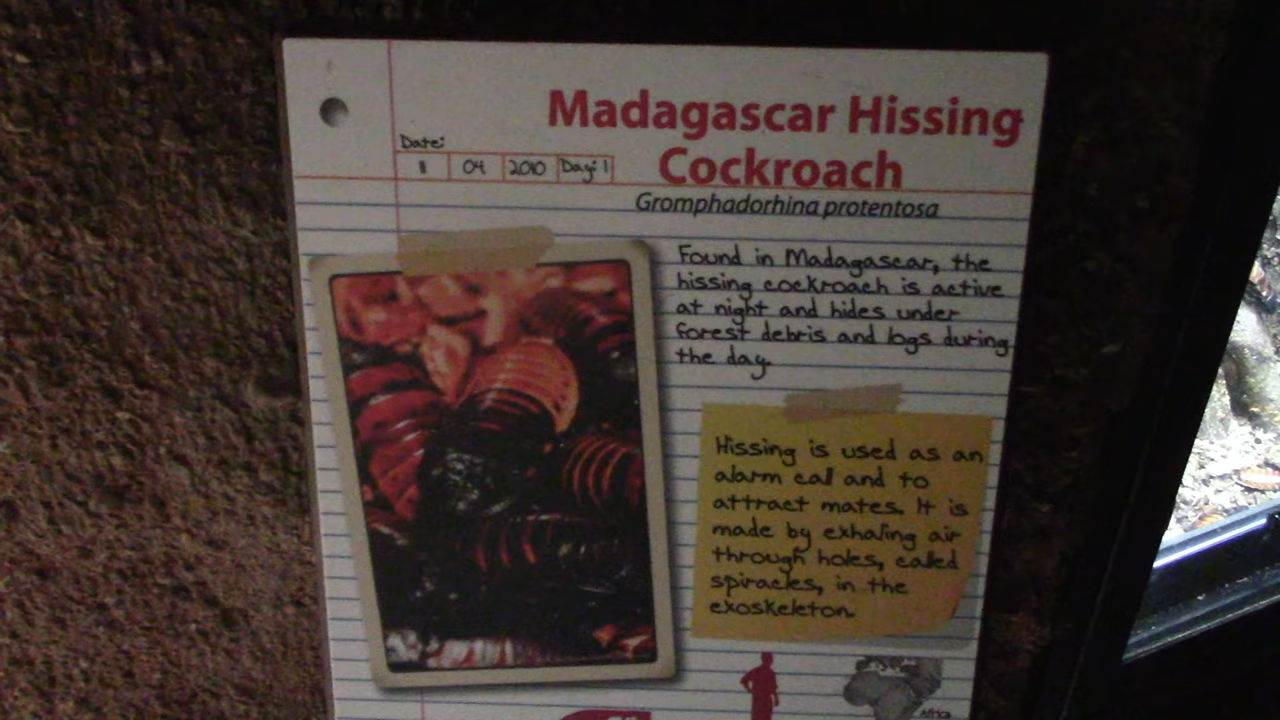 Madagascar Hissing
Cockroach
Date:
11 04 2010 Day: 1
Gromphadorhina protentosa
Found in Madagascar, the
hissing cockroach is active
at night and hides under
forest debris and logs during
the day.
Hissing is used as an
alarm call and to
attract mates. It is
made by exhaling air
through holes, called
spiracles, in the
exoskeleton.
Africa